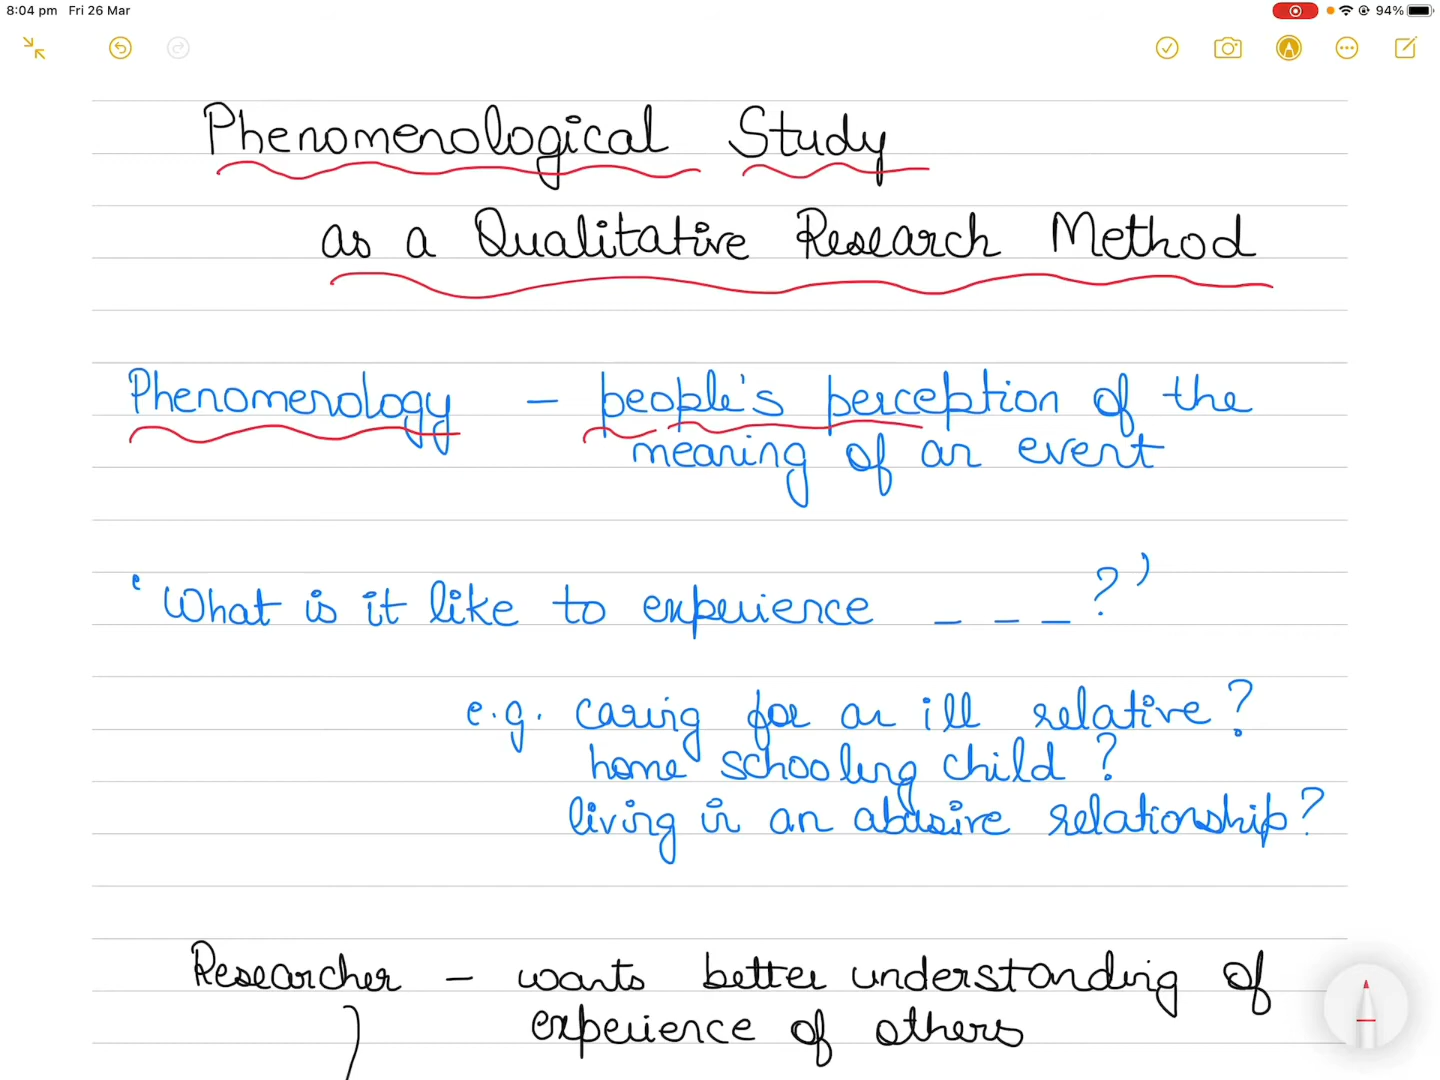 8:04 pm Fri 26 Mar 94%
Phenomenological Study
as a Qualitative Research Method
Phenomenology - people's perception of the
meaning of an event
'What is it like to experience _ _ _ ?'
e.g. caring for an ill relative?
home schooling child?
living in an abusive relationship?
Researcher - wants better understanding of
experience of others